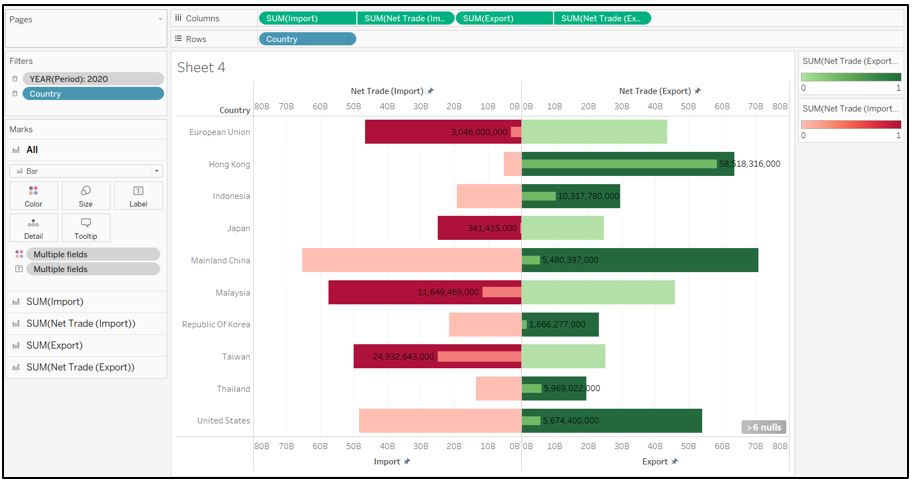 Pages
iii Columns SUM(Import) SUM(Net Trade (Im.. SUM(Export) SUM(Net Trade (Ex..
Rows Country
Filters
YEAR(Period): 2020
Country
Marks
All
Bar
Color Size Label
Detail Tooltip
Multiple fields
Multiple fields
SUM(Import)
SUM(Net Trade (Import))
SUM(Export)
SUM(Net Trade (Export))
Sheet 4
Net Trade (Import) Net Trade (Export)
Country 80B 70B 60B 50B 40B 30B 20B 10B 0B 0B 10B 20B 30B 40B 50B 60B 70B 80B
European Union 3,046,000,000
Hong Kong 58,518,316,000
Indonesia 10,317,780,000
Japan 341,415,000
Mainland China 5,480,397,000
Malaysia 11,649,469,000
Republic Of Korea 1,666,277,000
Taiwan 24,932,643,000
Thailand 5,969,022,000
United States 5,674,400,000
>6 nulls
80B 70B 60B 50B 40B 30B 20B 10B 0B 0B 10B 20B 30B 40B 50B 60B 70B 80B
Import Export
SUM(Net Trade (Export...
0 1
SUM(Net Trade (Import...
0 1